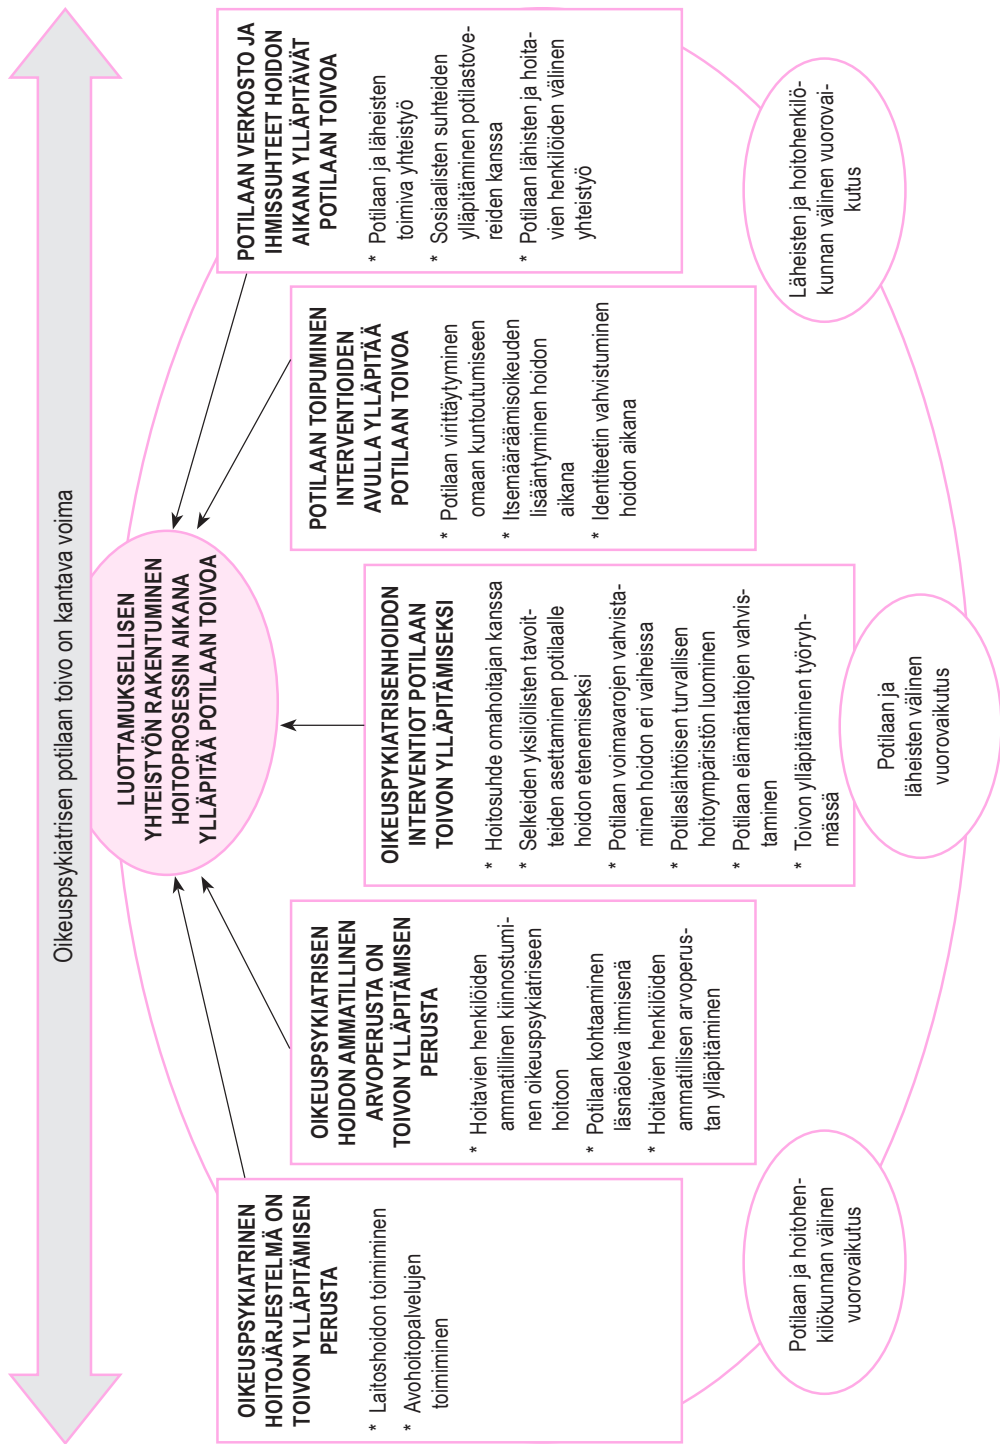 Oikeuspsykiatrisen potilaan toivo on kantava voima
LUOTTAMUKSELLISEN
YHTEISTYÖN RAKENTUMINEN
HOITOPROSESSIN AIKANA
YLLÄPITÄÄ POTILAAN TOIVOA
OIKEUSPSYKIATRINEN
HOITOJÄRJESTELMÄ ON
TOIVON YLLÄPITÄMISEN
PERUSTA
* Laitoshoidon toimiminen
* Avohoitopalvelujen
toimiminen
OIKEUSPSYKIATRISEN
HOIDON AMMATILLINEN
ARVOPERUSTA ON
TOIVON YLLÄPITÄMISEN
PERUSTA
* Hoitavien henkilöiden
ammatillinen kiinnostumi-
nen oikeuspsykiatriseen
hoitoon
* Potilaan kohtaaminen
läsnäoleva ihmisenä
* Hoitavien henkilöiden
ammatillisen arvoperus-
tan ylläpitäminen
OIKEUSPYKIATRISENHOIDON
INTERVENTIOT POTILAAN
TOIVON YLLÄPITÄMISEKSI
* Hoitosuhde omahoitajan kanssa
* Selkeiden yksilöllisten tavoit-
teiden asettaminen potilaalle
hoidon etenemiseksi
* Potilaan voimavarojen vahvista-
minen hoidon eri vaiheissa
* Potilaslähtöisen turvallisen
hoitoympäristön luominen
* Potilaan elämäntaitojen vahvis-
taminen
* Toivon ylläpitäminen työryh-
mässä
POTILAAN TOIPUMINEN
INTERVENTIOIDEN
AVULLA YLLÄPITÄÄ
POTILAAN TOIVOA
* Potilaan virittäytyminen
omaan kuntoutumiseen
* Itsemääräämisoikeuden
lisääntyminen hoidon
aikana
* Identiteetin vahvistuminen
hoidon aikana
POTILAAN VERKOSTO JA
IHMISSUHTEET HOIDON
AIKANA YLLÄPITÄVÄT
POTILAAN TOIVOA
* Potilaan ja läheisten
toimiva yhteistyö
* Sosiaalisten suhteiden
ylläpitäminen potilastove-
reiden kanssa
* Potilaan lähisten ja hoita-
vien henkilöiden välinen
yhteistyö
Potilaan ja hoitohen-
kilökunnan välinen
vuorovaikutus
Potilaan ja
läheisten välinen
vuorovaikutus
Läheisten ja hoitohenkilö-
kunnan välinen vuorovai-
kutus